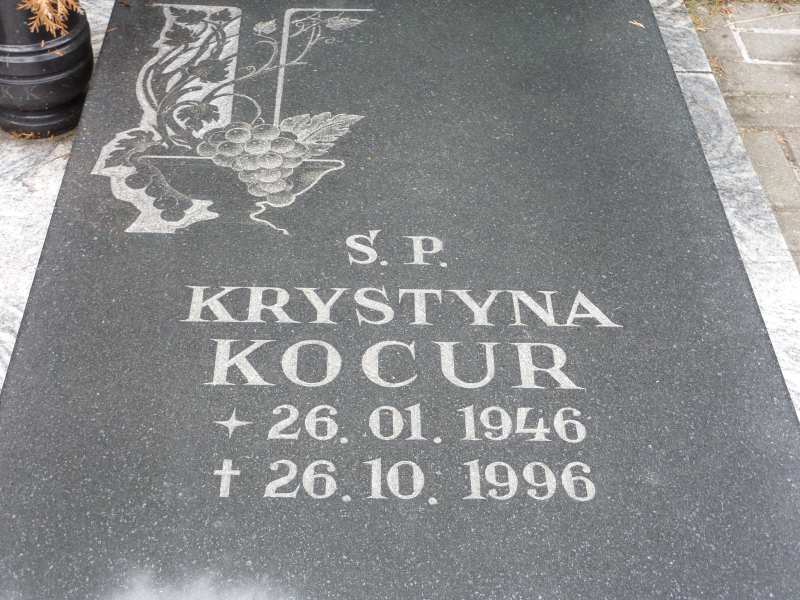 Ś. P.
KRYSTYNA
KOCUR
✦ 26. 01. 1946
† 26. 10. 1996